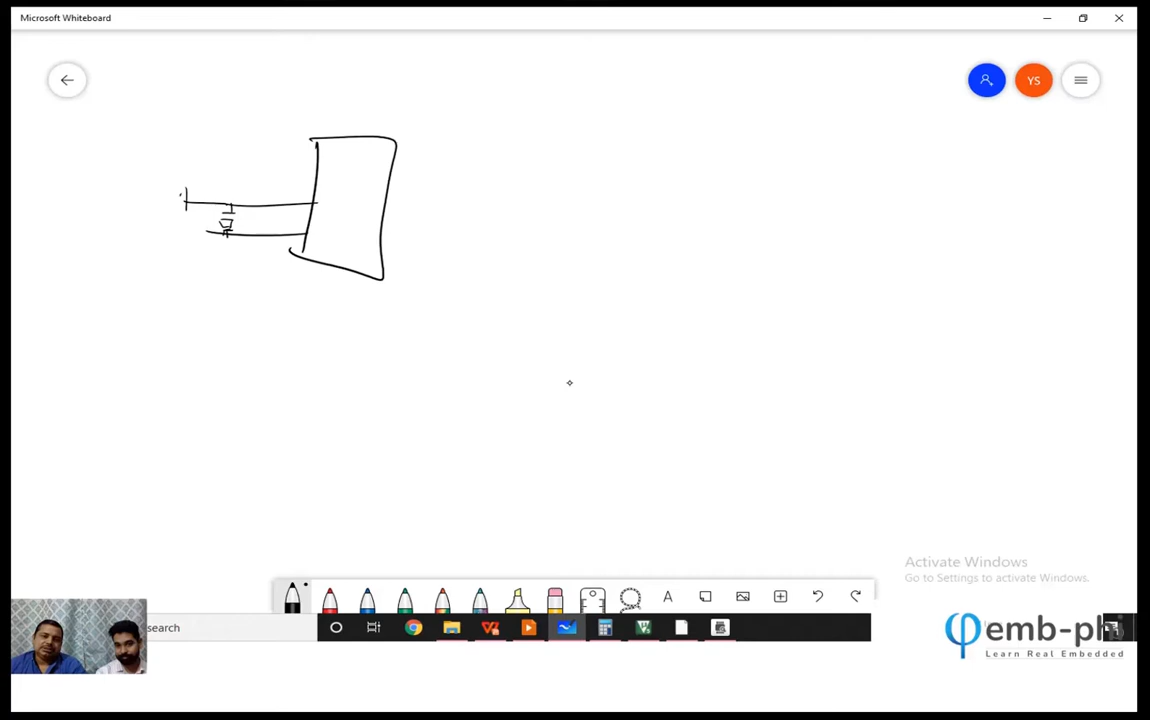 Microsoft Whiteboard
YS
Activate Windows
Go to Settings to activate Windows.
A
search
emb-phi
Learn Real Embedded